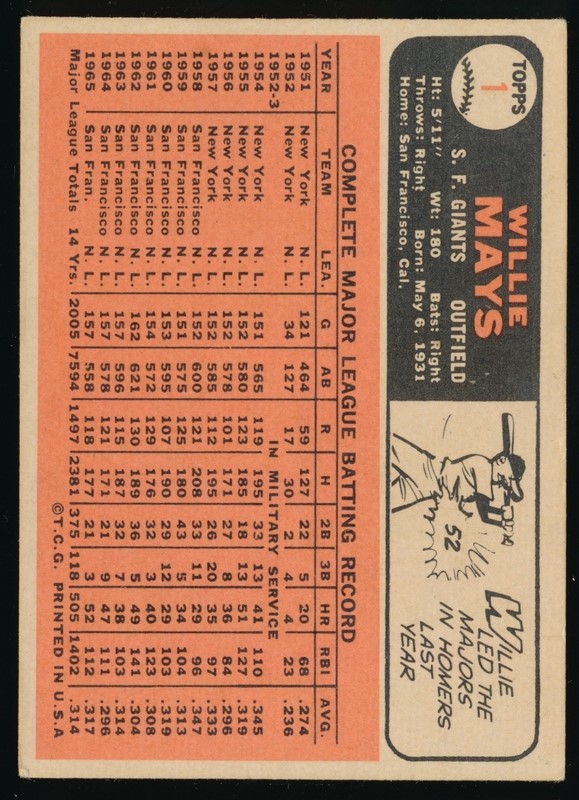 TOPPS
1
WILLIE
MAYS
S. F. GIANTS OUTFIELD
Ht: 5'11" Wt: 180 Bats: Right
Throws: Right Born: May 6, 1931
Home: San Francisco, Cal.
52
WILLIE
LED THE
MAJORS
IN HOMERS
LAST
YEAR
COMPLETE MAJOR LEAGUE BATTING RECORD
YEAR TEAM LEA. G AB R H 2B 3B HR RBI AVG.
1951 New York N. L. 121 464 59 127 22 5 20 68 .274
1952 New York N. L. 34 127 17 30 2 4 4 23 .236
1952-3 IN MILITARY SERVICE
1954 New York N. L. 151 565 119 195 33 13 41 110 .345
1955 New York N. L. 152 580 123 185 18 13 51 127 .319
1956 New York N. L. 152 578 101 171 27 8 36 84 .296
1957 New York N. L. 152 585 112 195 26 20 35 97 .333
1958 San Francisco N. L. 152 600 121 208 33 11 29 96 .347
1959 San Francisco N. L. 151 575 125 180 43 5 34 104 .313
1960 San Francisco N. L. 153 595 107 190 29 12 29 103 .319
1961 San Francisco N. L. 154 572 129 176 32 3 40 123 .308
1962 San Francisco N. L. 162 621 130 189 36 5 49 141 .304
1963 San Francisco N. L. 157 596 115 187 32 7 38 103 .314
1964 San Francisco N. L. 157 578 121 171 21 9 47 111 .296
1965 San Fran. N. L. 157 558 118 177 21 3 52 112 .317
Major League Totals 14 Yrs. 2005 7594 1497 2381 375 118 505 1402 .314
©T.C.G. PRINTED IN U.S.A